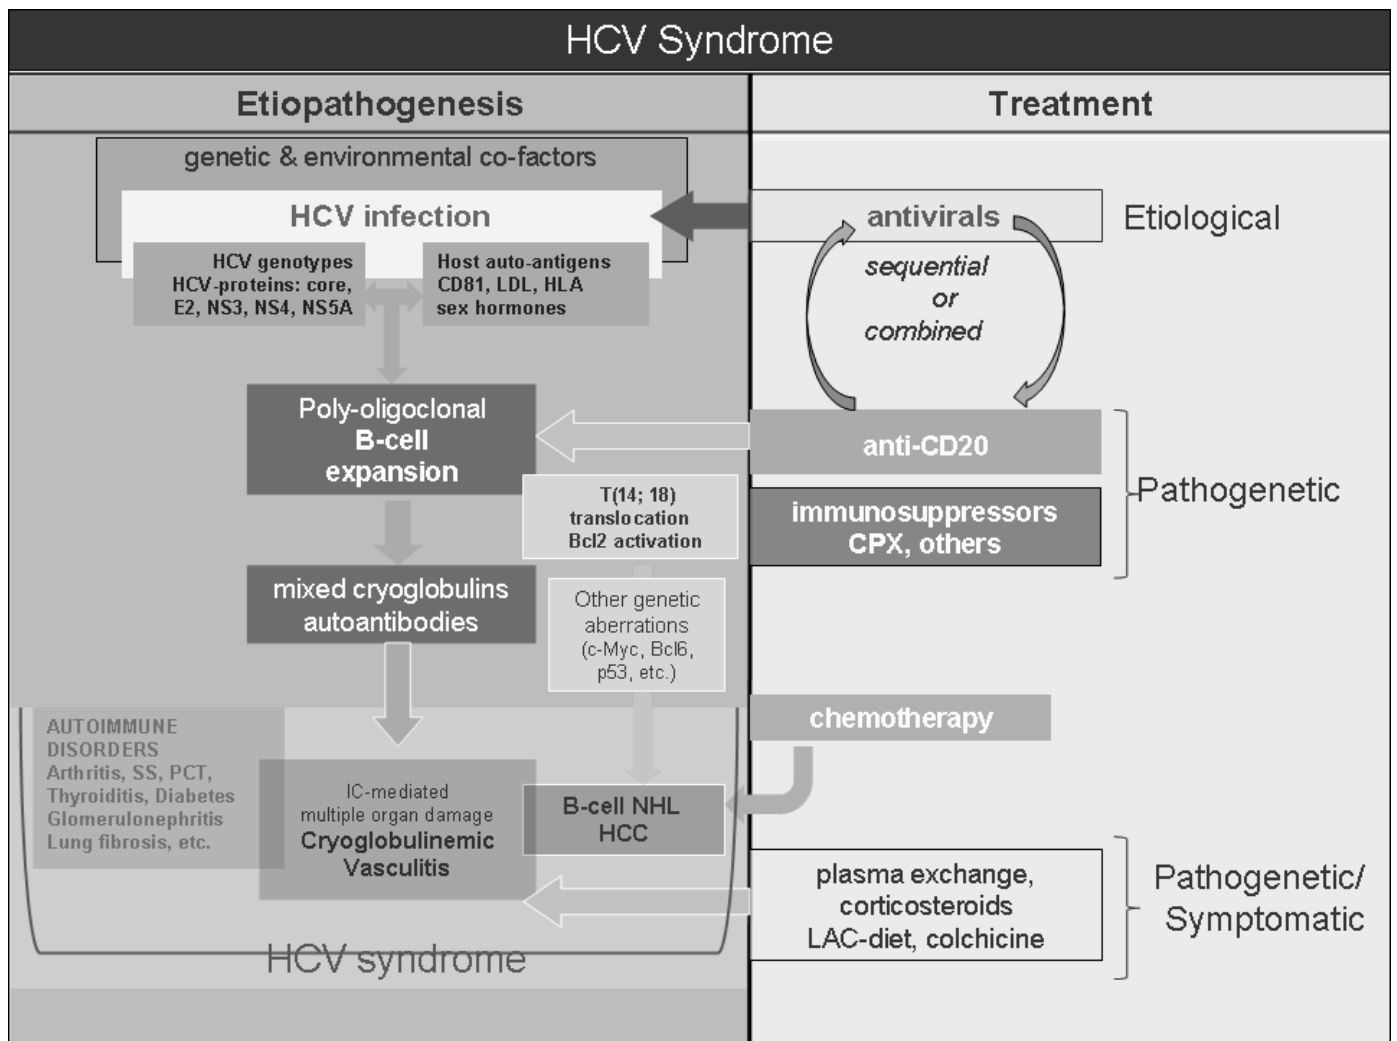 HCV Syndrome
Etiopathogenesis
genetic & environmental co-factors
HCV infection
HCV genotypes
HCV-proteins: core,
E2, NS3, NS4, NS5A
Host auto-antigens
CD81, LDL, HLA
sex hormones
Poly-oligoclonal
B-cell
expansion
T(14; 18)
translocation
Bcl2 activation
mixed cryoglobulins
autoantibodies
Other genetic
aberrations
(c-Myc, Bcl6,
p53, etc.)
AUTOIMMUNE
DISORDERS
Arthritis, SS, PCT,
Thyroiditis, Diabetes
Glomerulonephritis
Lung fibrosis, etc.
IC-mediated
multiple organ damage
Cryoglobulinemic
Vasculitis
B-cell NHL
HCC
HCV syndrome
Treatment
antivirals
Etiological
sequential
or
combined
anti-CD20
immunosuppressors
CPX, others
Pathogenetic
chemotherapy
plasma exchange,
corticosteroids
LAC-diet, colchicine
Pathogenetic/
Symptomatic